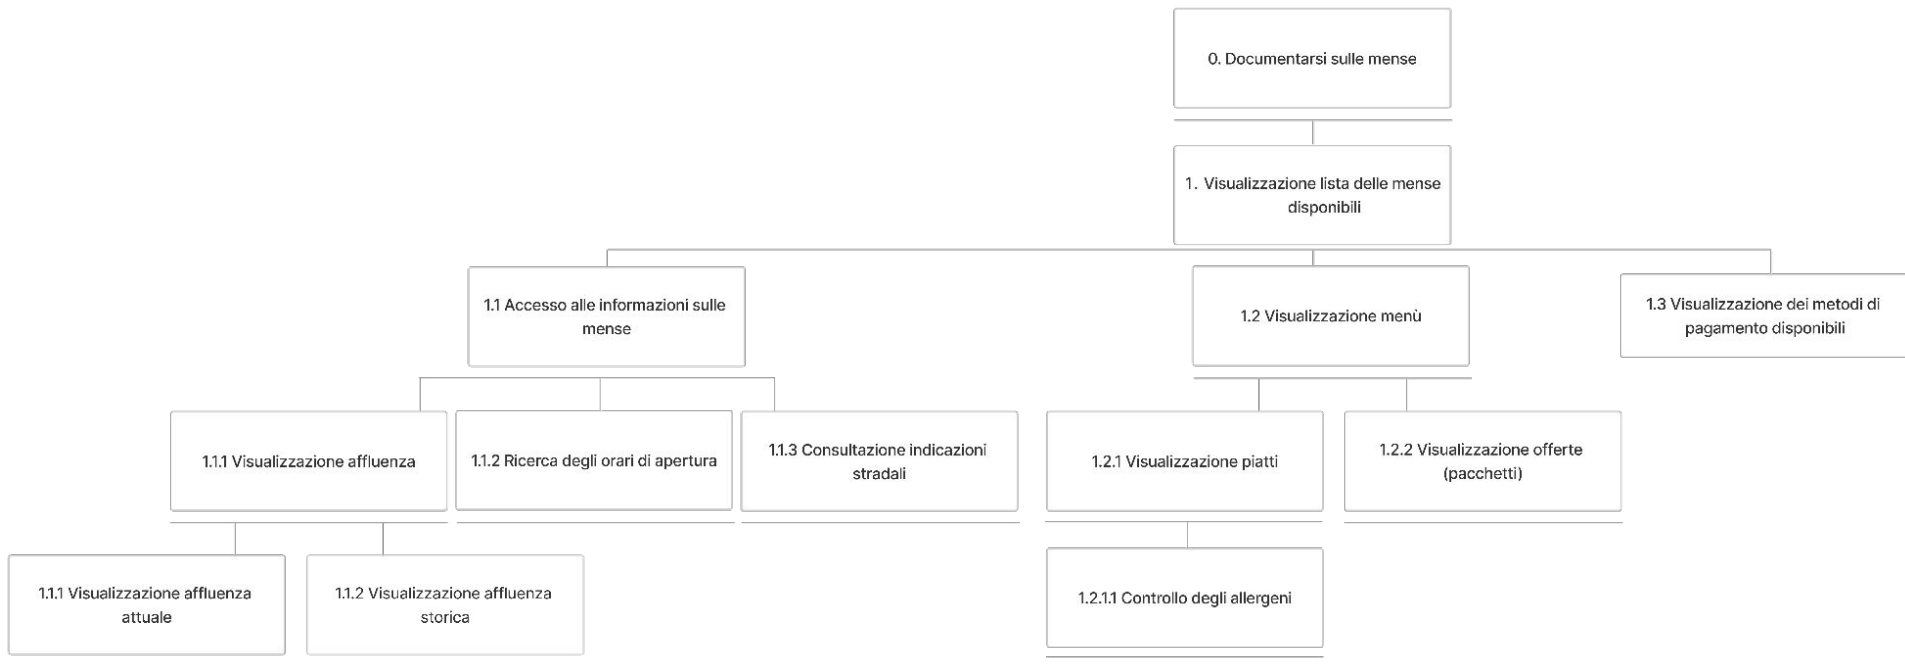 0. Documentarsi sulle mense
1. Visualizzazione lista delle mense
disponibili
1.1 Accesso alle informazioni sulle
mense
1.2 Visualizzazione menù
1.3 Visualizzazione dei metodi di
pagamento disponibili
1.1.1 Visualizzazione affluenza
1.1.2 Ricerca degli orari di apertura
1.1.3 Consultazione indicazioni
stradali
1.2.1 Visualizzazione piatti
1.2.2 Visualizzazione offerte
(pacchetti)
1.1.1 Visualizzazione affluenza
attuale
1.1.2 Visualizzazione affluenza
storica
1.2.1.1 Controllo degli allergeni